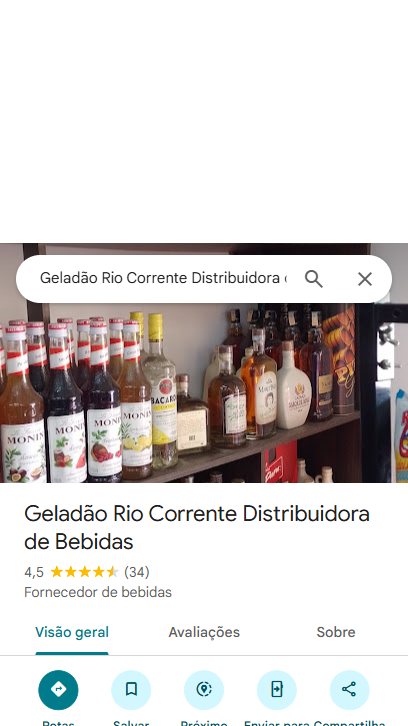 Geladão Rio Corrente Distribuidora
MONIN
MONIN
MONIN
MONIN
BACARDI
Geladão Rio Corrente Distribuidora
de Bebidas
4,5 ★★★★★ (34)
Fornecedor de bebidas
Visão geral
Avaliações
Sobre
Rotas
Salvar
Próximo
Enviar para
Compartilha